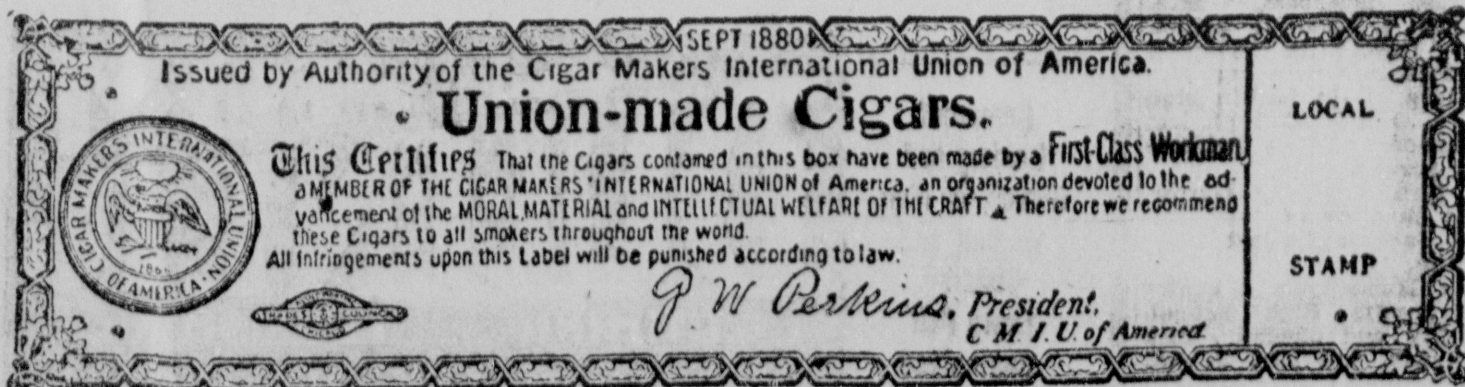 SEPT 1880
Issued by Authority of the Cigar Makers International Union of America.
Union-made Cigars.
This Certifies That the Cigars contained in this box have been made by a First-Class Workman,
a MEMBER OF THE CIGAR MAKERS' INTERNATIONAL UNION of America, an organization devoted to the ad-
vancement of the MORAL, MATERIAL and INTELLECTUAL WELFARE OF THE CRAFT. Therefore we recommend
these Cigars to all smokers throughout the world.
All Infringements upon this Label will be punished according to law.
G W Perkins, President,
C M I U of America
CIGAR MAKERS INTERNATIONAL UNION
OF AMERICA
TRADES COUNCIL
LOCAL
STAMP